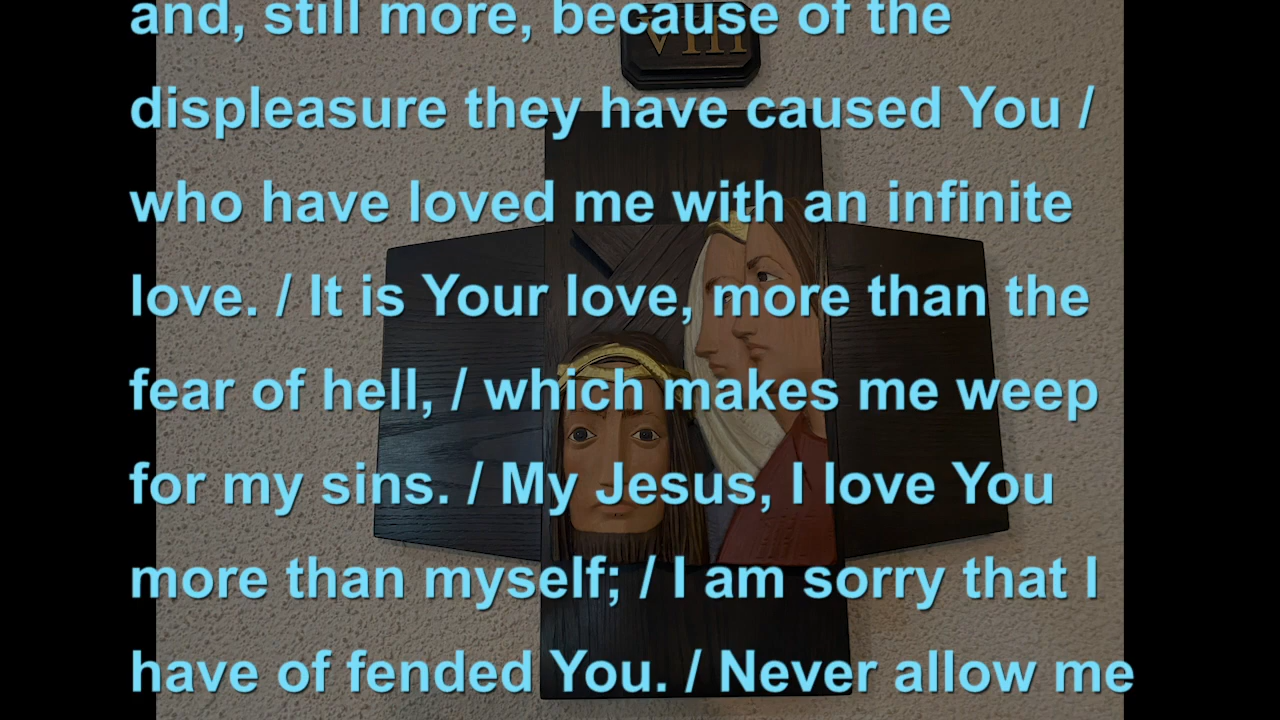 VIII
and, still more, because of the
displeasure they have caused You /
who have loved me with an infinite
love. / It is Your love, more than the
fear of hell, / which makes me weep
for my sins. / My Jesus, I love You
more than myself; / I am sorry that I
have of fended You. / Never allow me